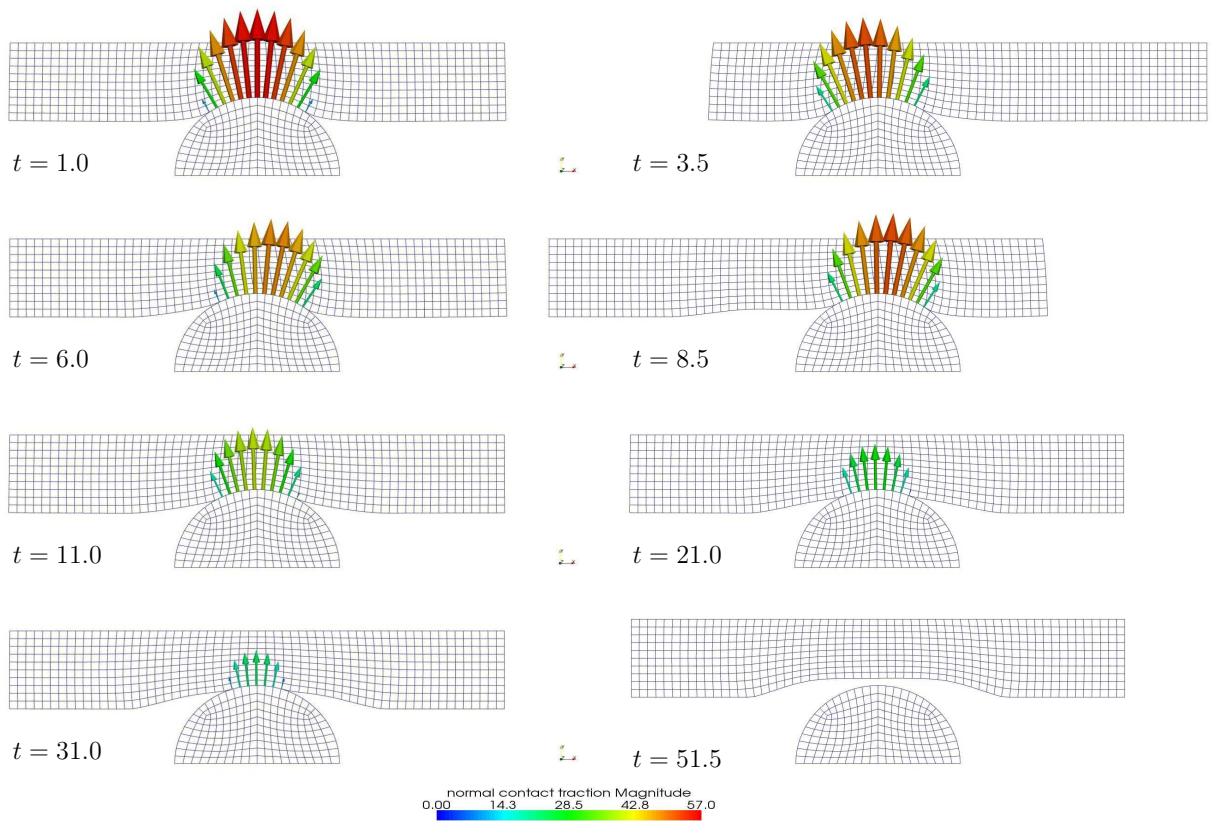 t = 1.0
t = 3.5
t = 6.0
t = 8.5
t = 11.0
t = 21.0
t = 31.0
t = 51.5
normal contact traction Magnitude
0.00 14.3 28.5 42.8 57.0